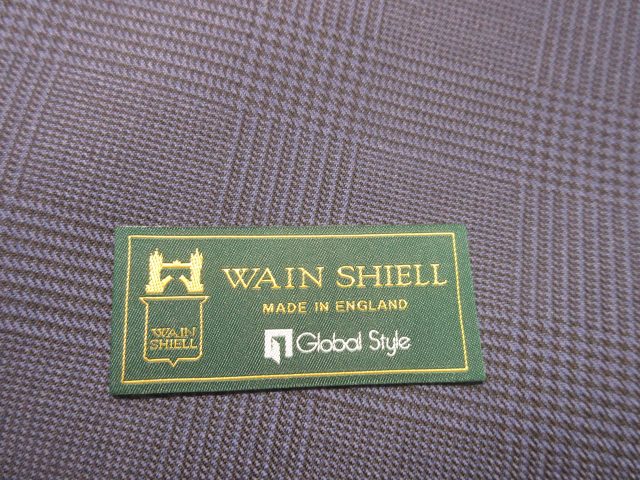 WAIN SHIELL
MADE IN ENGLAND
WAIN
SHIELL
Global Style